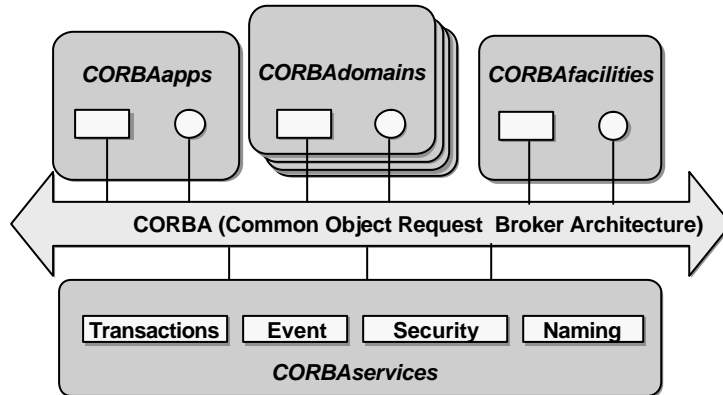 CORBAapps
CORBAdomains
CORBAfacilities
CORBA (Common Object Request Broker Architecture)
Transactions
Event
Security
Naming
CORBAservices